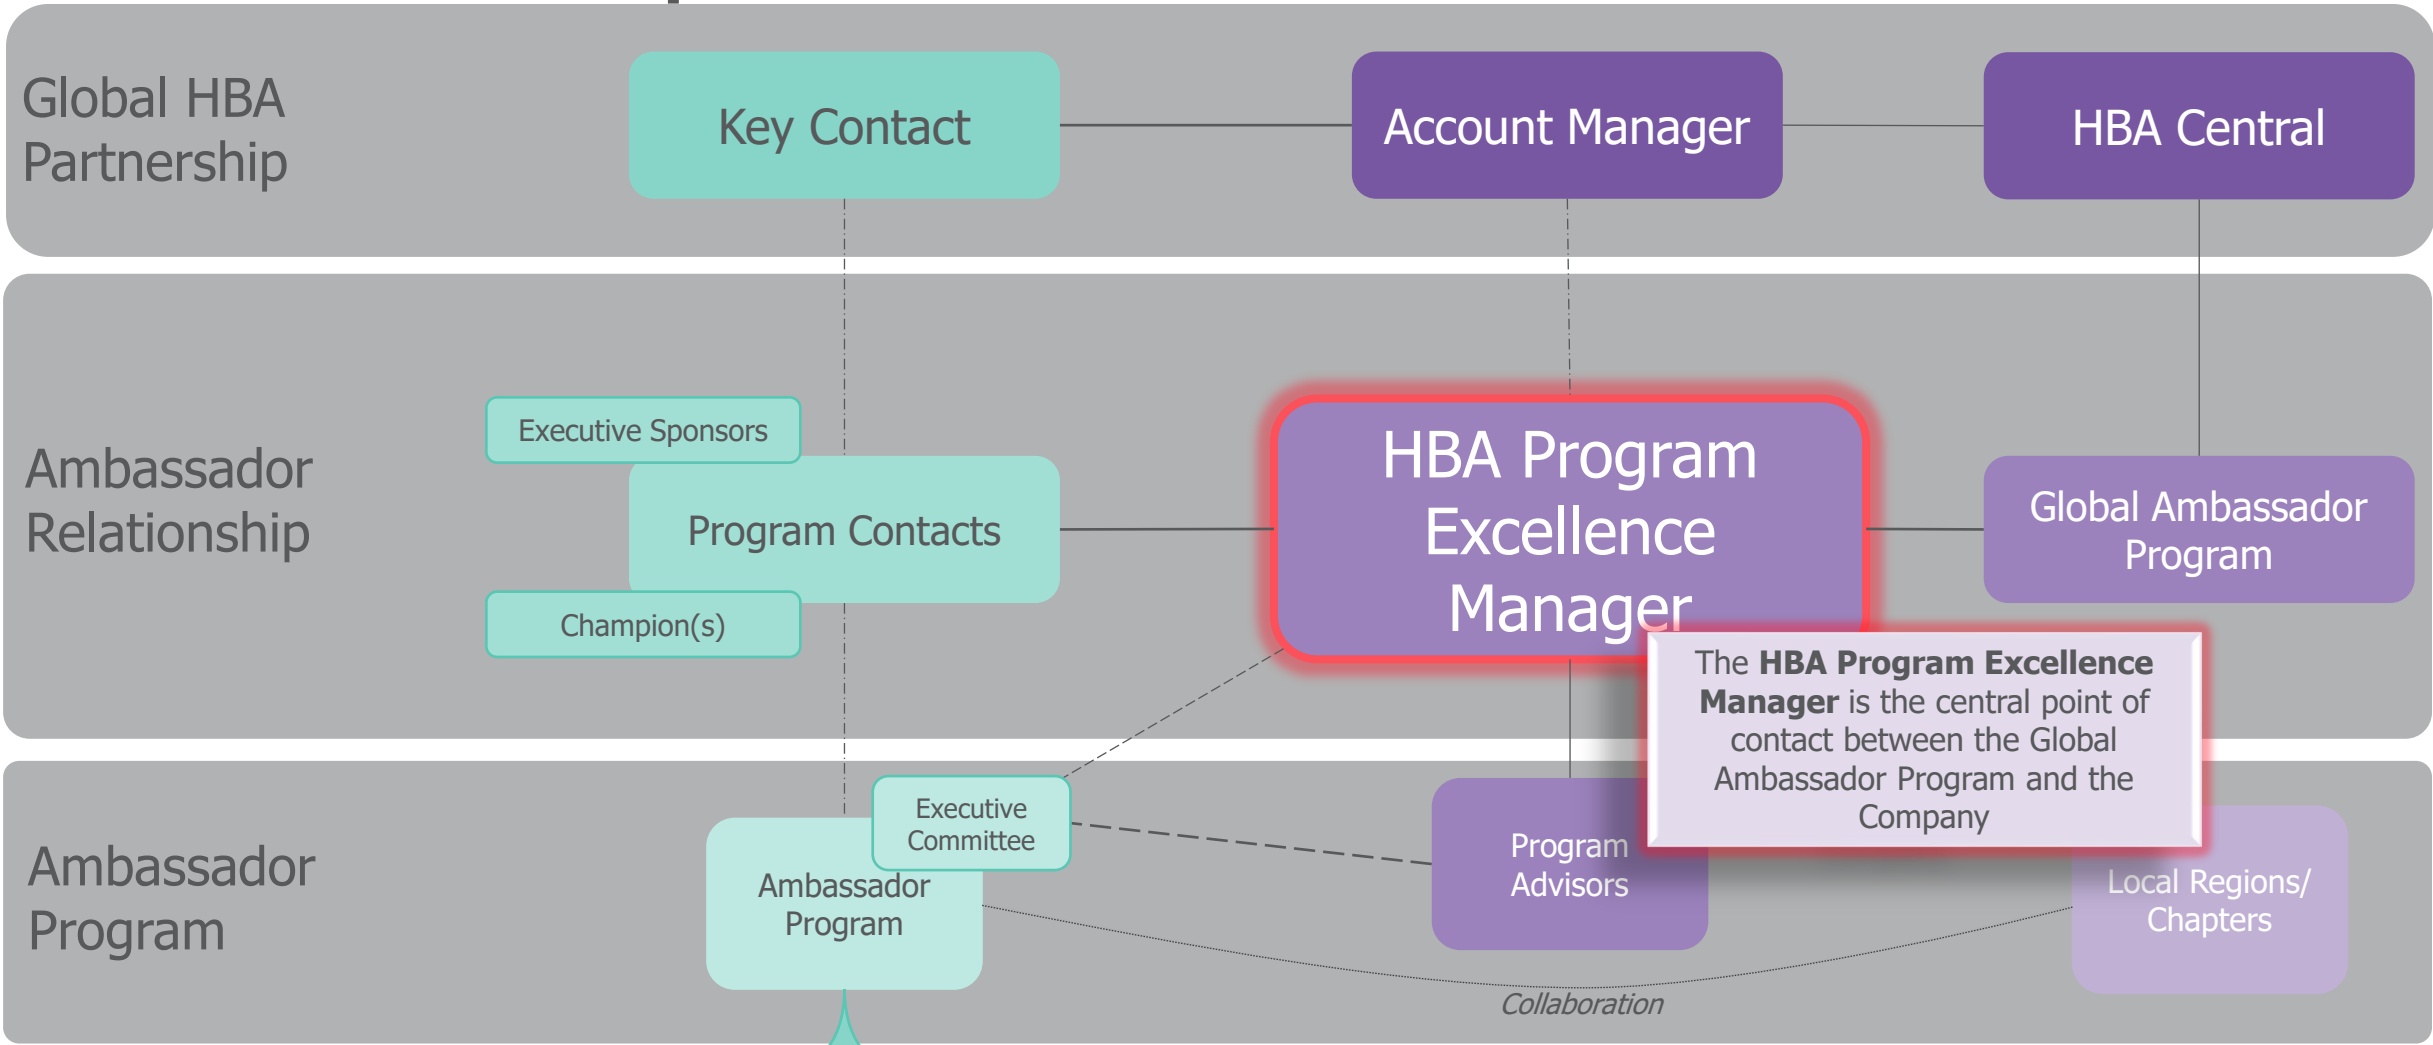 Global HBA
Partnership
Key Contact
Account Manager
HBA Central
Ambassador
Relationship
Executive Sponsors
Program Contacts
Champion(s)
HBA Program
Excellence
Manager
Global Ambassador
Program
The HBA Program Excellence
Manager is the central point of
contact between the Global
Ambassador Program and the
Company
Ambassador
Program
Executive
Committee
Ambassador
Program
Program
Advisors
Local Regions/
Chapters
Collaboration